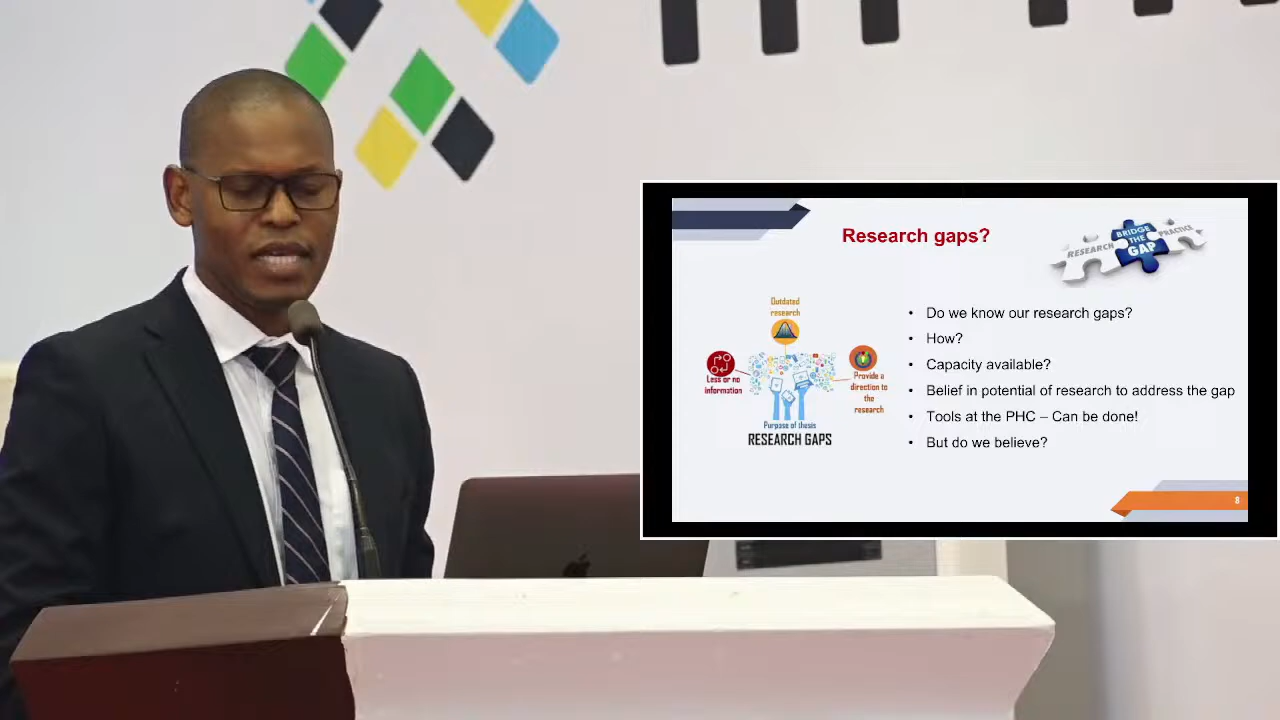 Research gaps?
RESEARCH
BRIDGE
THE
GAP
PRACTICE
Outdated
research
Less or no
information
Provide a
direction to
the
research
Purpose of thesis
RESEARCH GAPS
• Do we know our research gaps?
• How?
• Capacity available?
• Belief in potential of research to address the gap
• Tools at the PHC – Can be done!
• But do we believe?
8